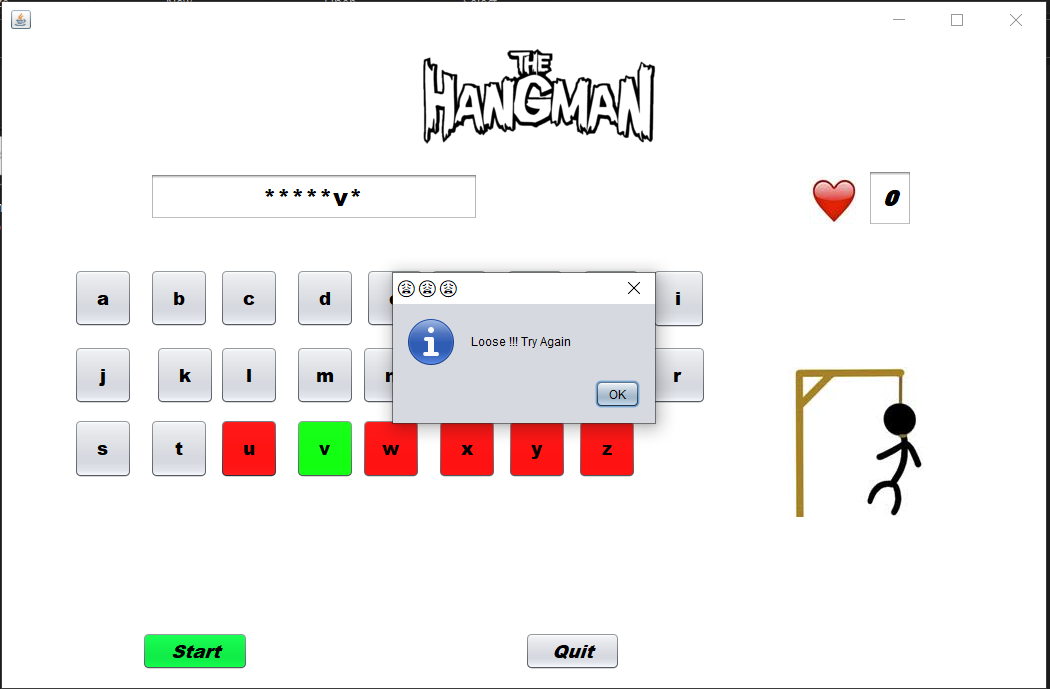 THE
HANGMAN
*****v*
0
a b c d i
j k l m r
s t u v w x y z
Loose !!! Try Again
OK
Start Quit